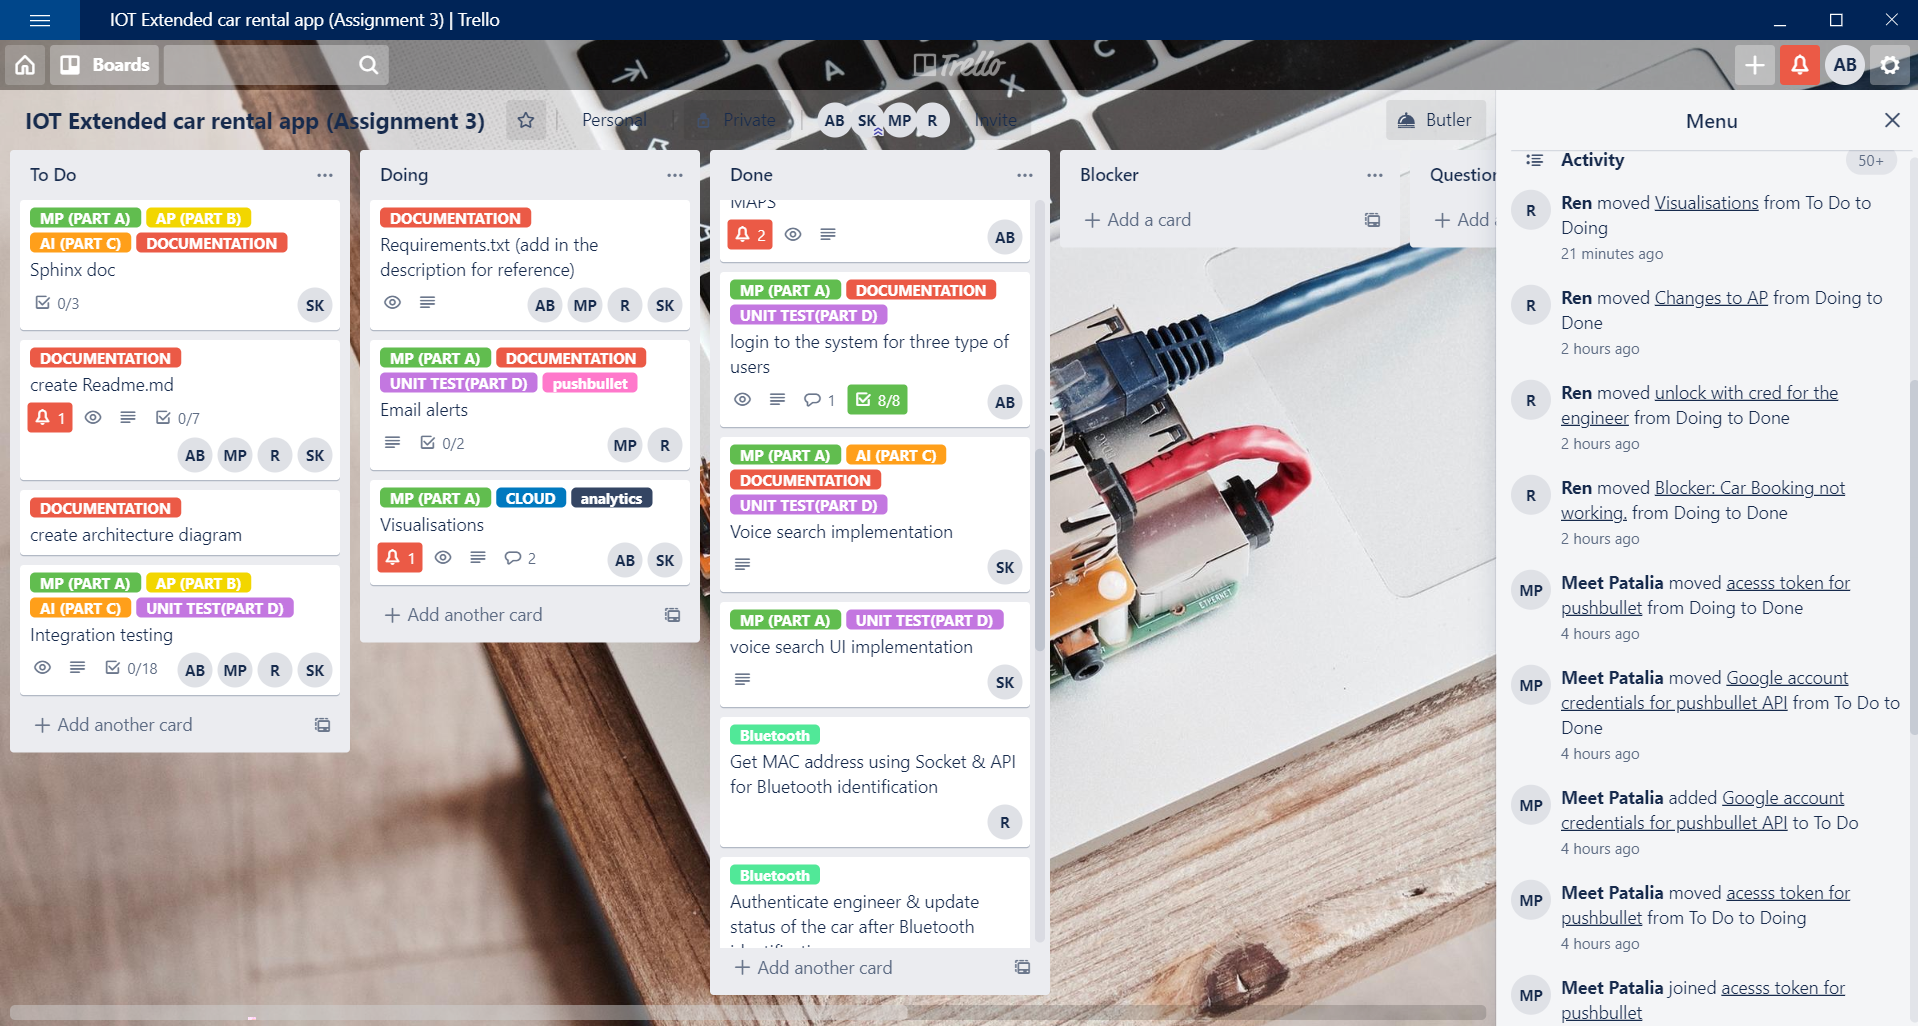 IOT Extended car rental app (Assignment 3) | Trello
Boards
Trello
AB
IOT Extended car rental app (Assignment 3)
Personal
Private
AB SK MP R
Invite
Butler
To Do
MP (PART A) AP (PART B)
AI (PART C) DOCUMENTATION
Sphinx doc
0/3
SK
DOCUMENTATION
create Readme.md
1 0/7
AB MP R SK
DOCUMENTATION
create architecture diagram
MP (PART A) AP (PART B)
AI (PART C) UNIT TEST(PART D)
Integration testing
0/18 AB MP R SK
+ Add another card
Doing
DOCUMENTATION
Requirements.txt (add in the
description for reference)
AB MP R SK
MP (PART A) DOCUMENTATION
UNIT TEST(PART D) pushbullet
Email alerts
0/2 MP R
MP (PART A) CLOUD analytics
Visualisations
1 2 AB SK
+ Add another card
Done
MAPS
2 AB
MP (PART A) DOCUMENTATION
UNIT TEST(PART D)
login to the system for three type of
users
1 8/8 AB
MP (PART A) AI (PART C)
DOCUMENTATION
UNIT TEST(PART D)
Voice search implementation
SK
MP (PART A) UNIT TEST(PART D)
voice search UI implementation
SK
Bluetooth
Get MAC address using Socket & API
for Bluetooth identification
R
Bluetooth
Authenticate engineer & update
status of the car after Bluetooth
+ Add another card
Blocker
+ Add a card
Question
+ Add
Menu
Activity 50+
R Ren moved Visualisations from To Do to
Doing
21 minutes ago
R Ren moved Changes to AP from Doing to
Done
2 hours ago
R Ren moved unlock with cred for the
engineer from Doing to Done
2 hours ago
R Ren moved Blocker: Car Booking not
working. from Doing to Done
2 hours ago
MP Meet Patalia moved acesss token for
pushbullet from Doing to Done
4 hours ago
MP Meet Patalia moved Google account
credentials for pushbullet API from To Do to
Done
4 hours ago
MP Meet Patalia added Google account
credentials for pushbullet API to To Do
4 hours ago
MP Meet Patalia moved acesss token for
pushbullet from To Do to Doing
4 hours ago
MP Meet Patalia joined acesss token for
pushbullet